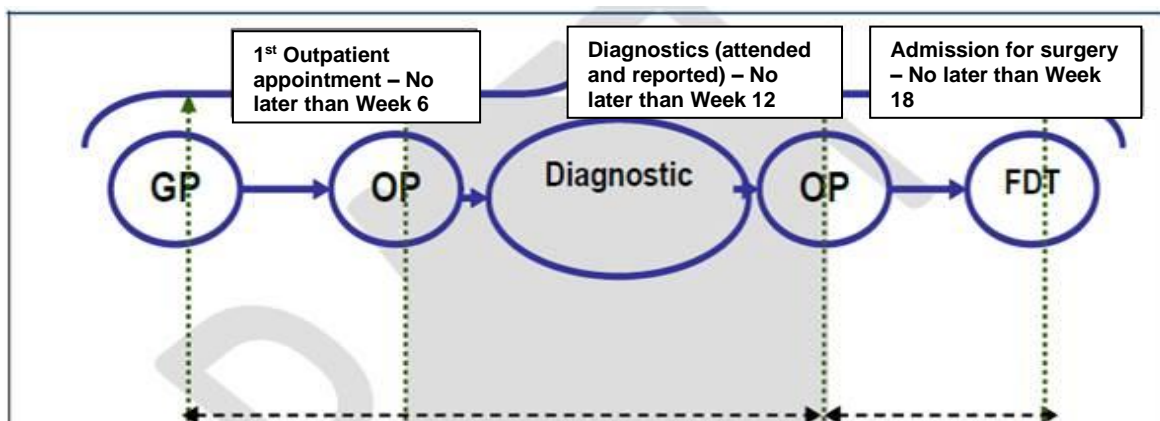 1st Outpatient
appointment – No
later than Week 6
Diagnostics (attended
and reported) – No
later than Week 12
Admission for surgery
– No later than Week
18
GP
OP
Diagnostic
OP
FDT